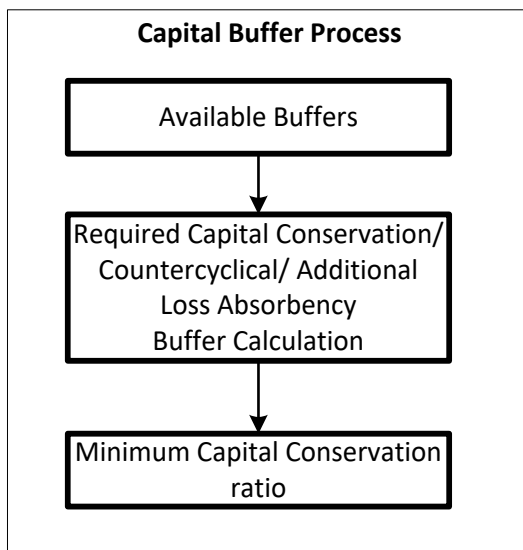 Capital Buffer Process
Available Buffers
Required Capital Conservation/
Countercyclical/ Additional
Loss Absorbency
Buffer Calculation
Minimum Capital Conservation
ratio